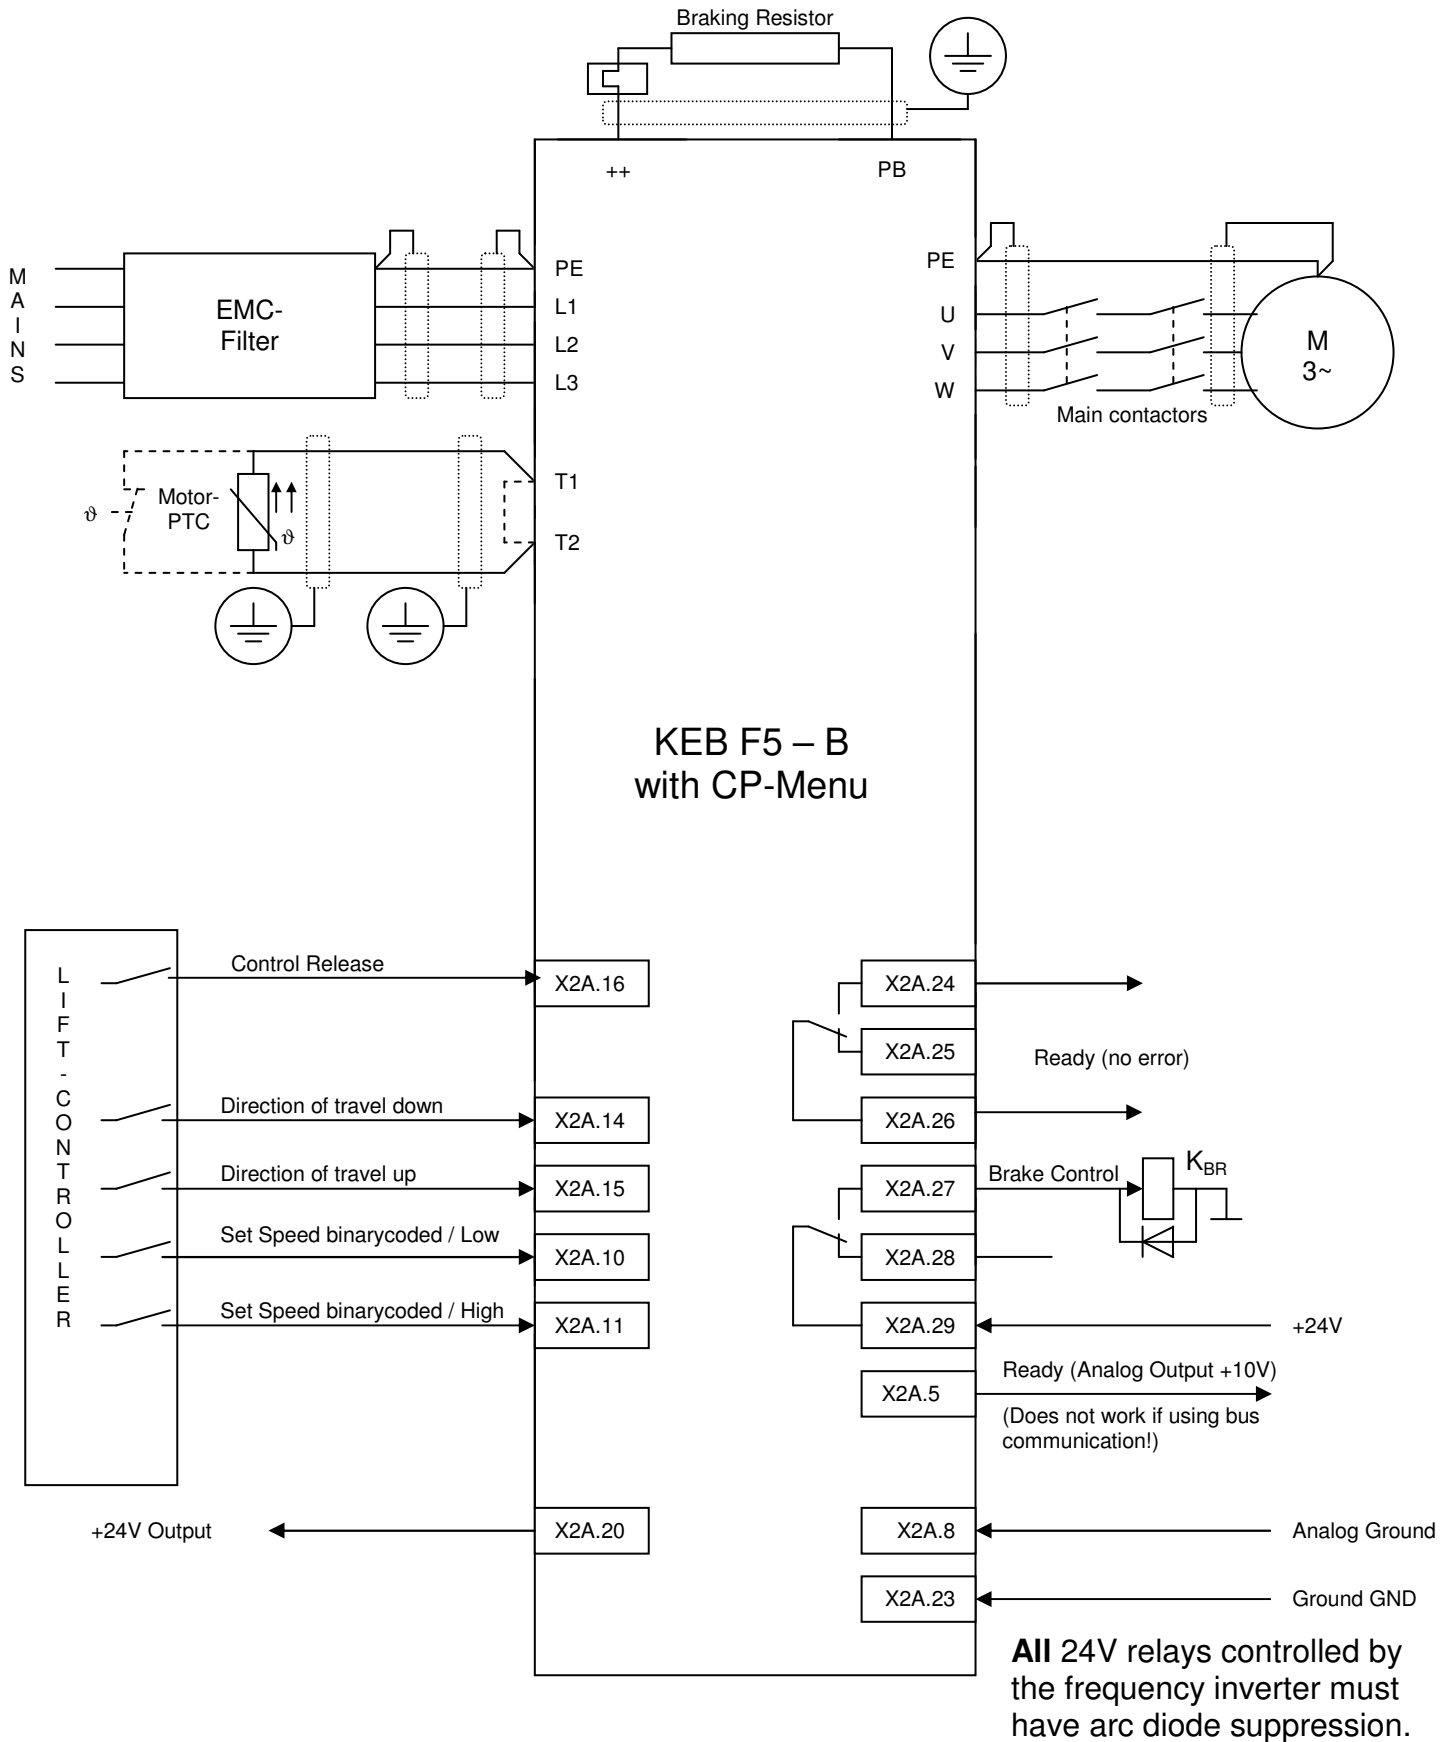 Braking Resistor
++
PB
MAINS
EMC-
Filter
PE
L1
L2
L3
PE
U
V
W
M
3~
Main contactors
ϑ
Motor-
PTC
ϑ
T1
T2
KEB F5 – B
with CP-Menu
LIFT-CONTROLLER
Control Release
X2A.16
Direction of travel down
X2A.14
Direction of travel up
X2A.15
Set Speed binarycoded / Low
X2A.10
Set Speed binarycoded / High
X2A.11
+24V Output
X2A.20
X2A.24
X2A.25
Ready (no error)
X2A.26
X2A.27
Brake Control
KBR
X2A.28
X2A.29
+24V
X2A.5
Ready (Analog Output +10V)
(Does not work if using bus
communication!)
X2A.8
Analog Ground
X2A.23
Ground GND
All 24V relays controlled by
the frequency inverter must
have arc diode suppression.